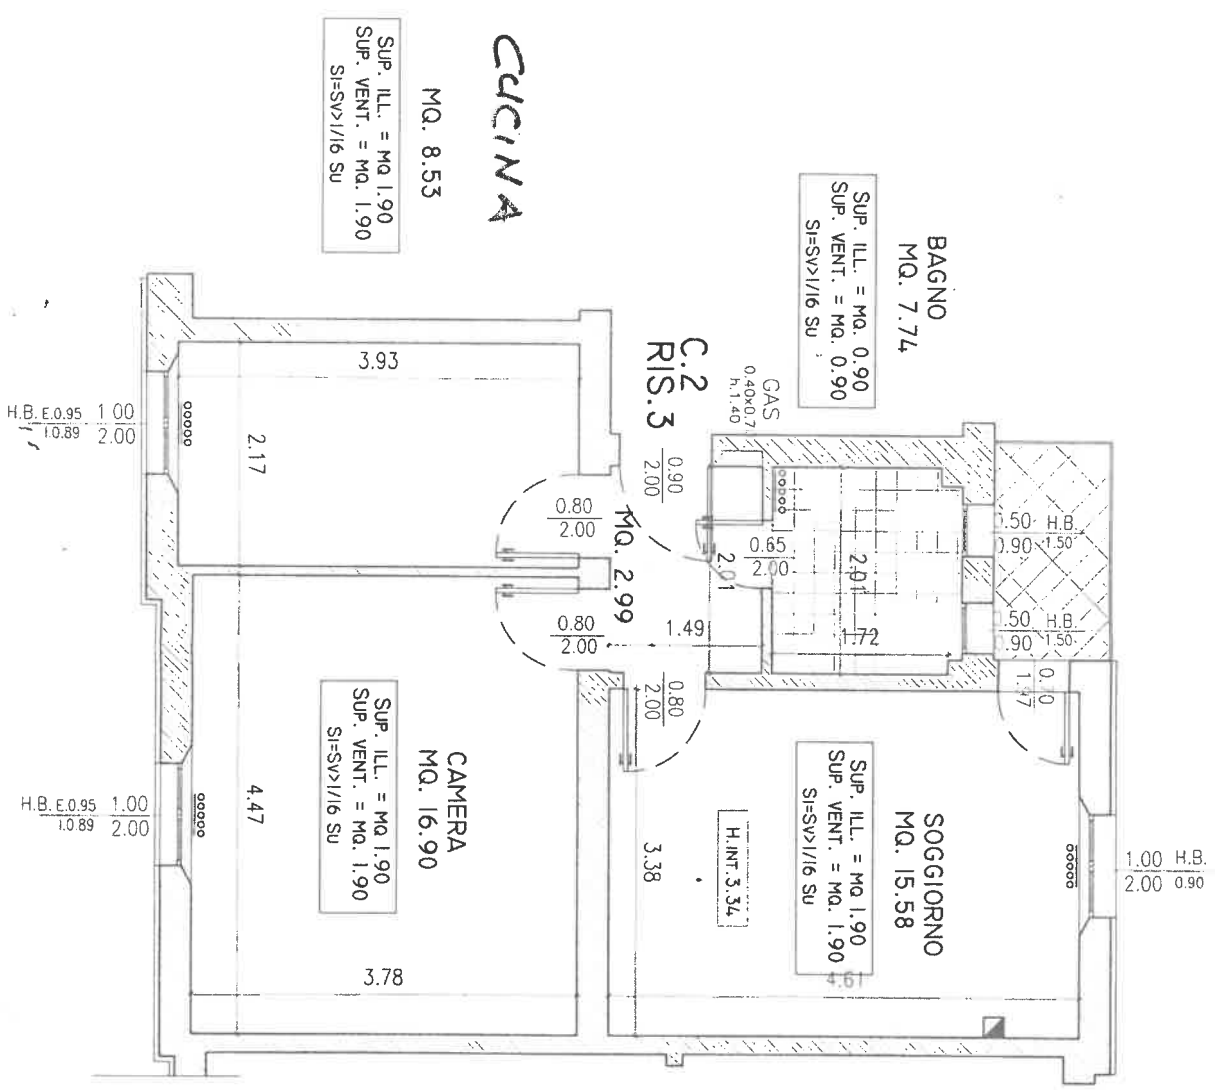 CUCINA
MQ. 8.53
SUP. ILL. = MQ 1.90
SUP. VENT. = MQ. 1.90
SI=SV>1/16 SU
BAGNO
MQ. 7.74
SUP. ILL. = MQ. 0.90
SUP. VENT. = MQ. 0.90
SI=SV>1/16 SU
C.2
RIS.3
GAS
0.40x0.7
h.1.40
3.93
2.17
H.B. E.0.95 1.00
I.0.89 2.00
0.90
2.00
0.80
2.00
MQ. 2.99
0.65
2.00
2.01
2.01
1.72
1.49
0.80
2.00
0.80
2.00
0.50 H.B.
0.90 1.50
0.50 H.B.
0.90 1.50
0.70
1.97
CAMERA
MQ. 16.90
SUP. ILL. = MQ 1.90
SUP. VENT. = MQ. 1.90
SI=SV>1/16 SU
4.47
3.78
H.B. E.0.95 1.00
I.0.89 2.00
SOGGIORNO
MQ. 15.58
SUP. ILL. = MQ 1.90
SUP. VENT. = MQ. 1.90
SI=SV>1/16 SU
H.INT.3.34
3.38
4.61
1.00 H.B.
2.00 0.90